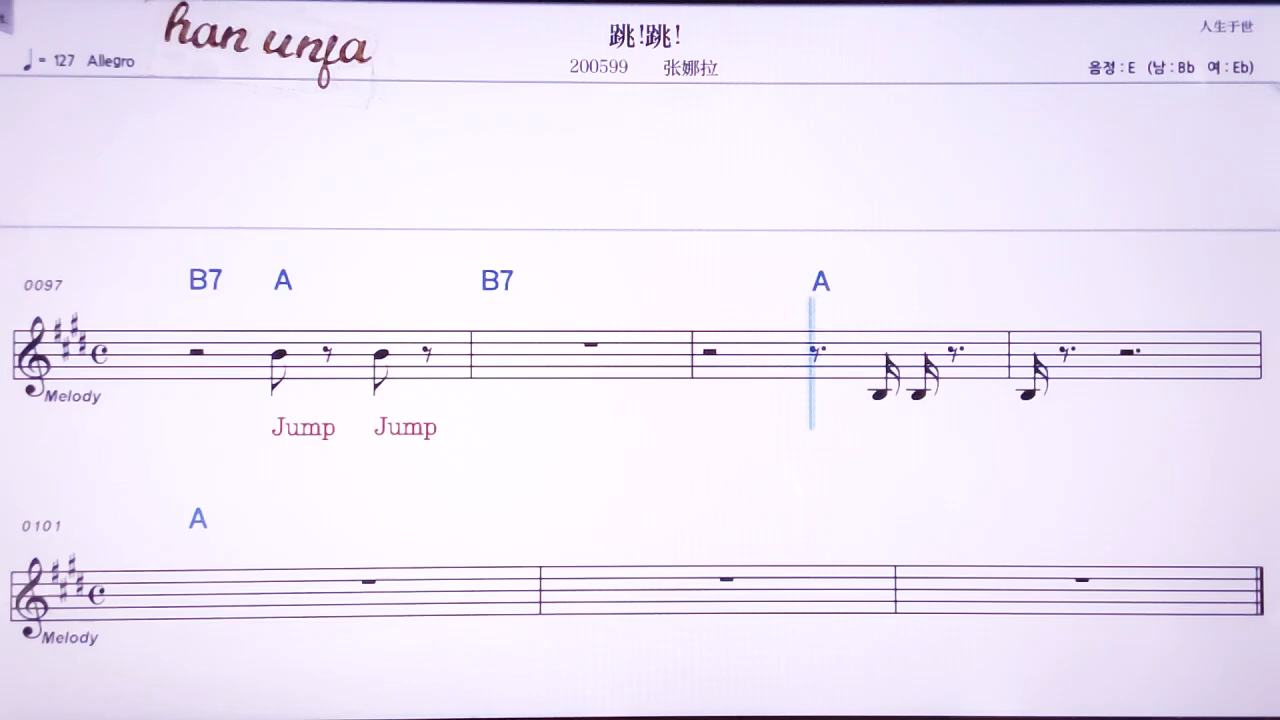 han unfa
跳!跳!
人生于世
♩= 127 Allegro
200599 张娜拉
음정 : E (남 : Bb 여 : Eb)
0097
B7 A B7 A
Melody
Jump Jump
0101
A
Melody